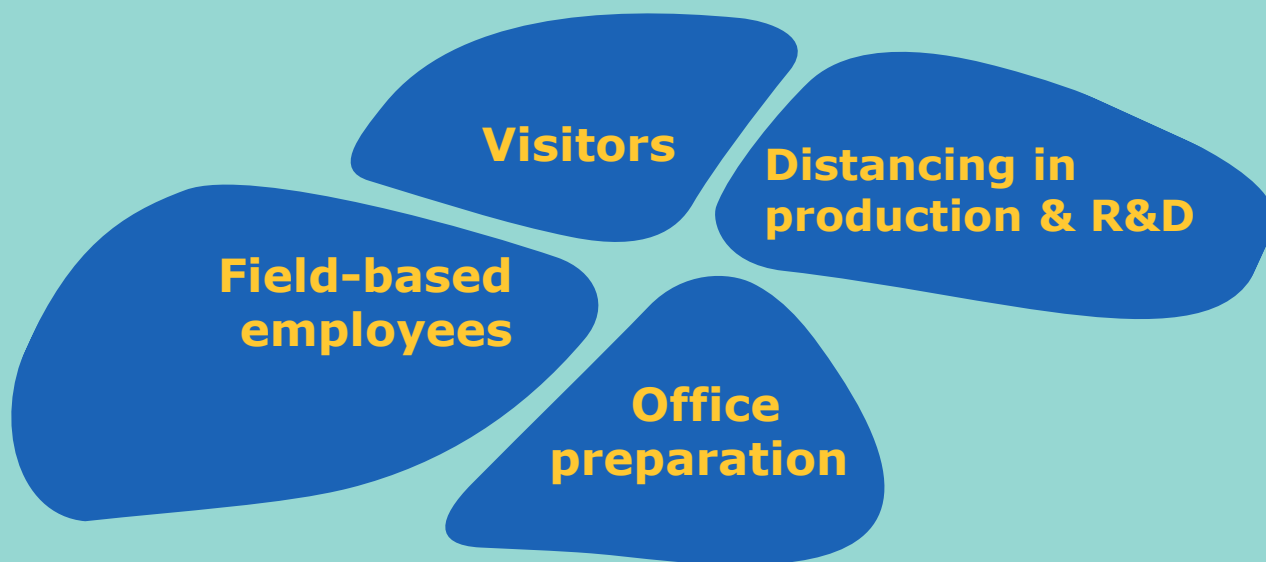 Visitors
Distancing in
production & R&D
Field-based
employees
Office
preparation